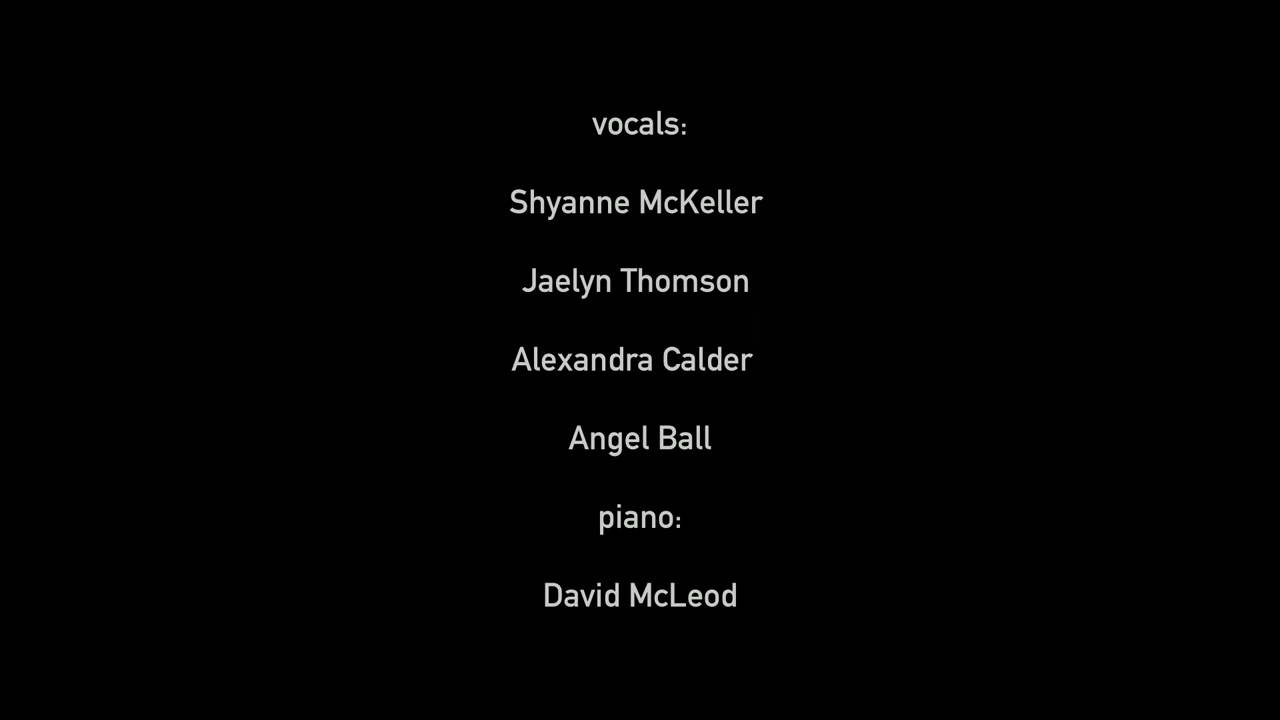 vocals:
Shyanne McKeller
Jaelyn Thomson
Alexandra Calder
Angel Ball
piano:
David McLeod